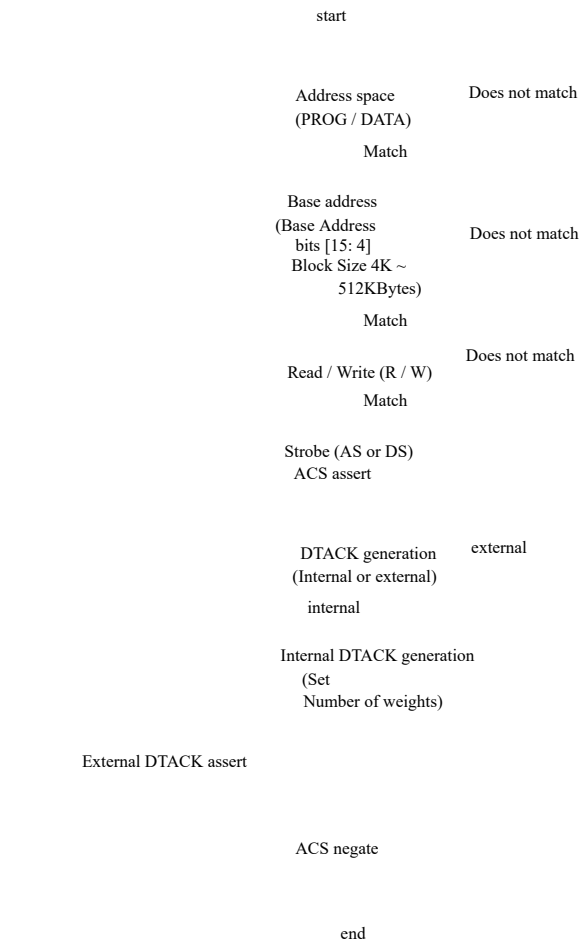 start
Address space
Does not match
(PROG / DATA)
Match
Base address
(Base Address
Does not match
bits [15: 4]
Block Size 4K ~
512KBytes)
Match
Does not match
Read / Write (R / W)
Match
Strobe (AS or DS)
ACS assert
DTACK generation
external
(Internal or external)
internal
Internal DTACK generation
(Set
Number of weights)
External DTACK assert
ACS negate
end